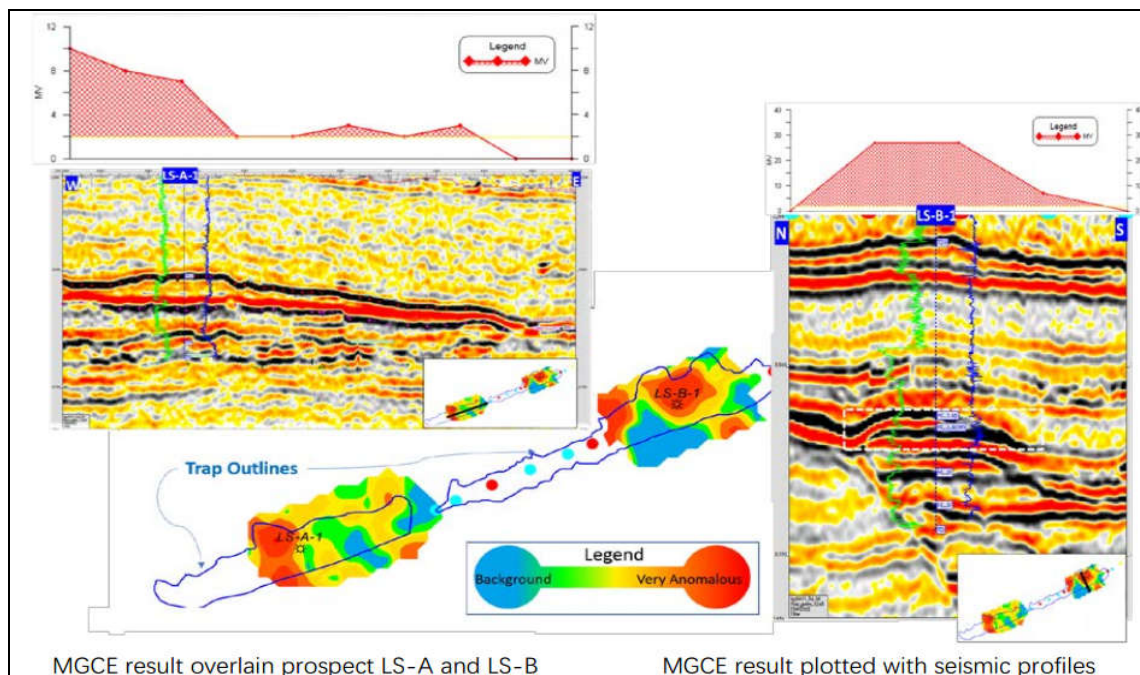 12
8
4
0
MV
Legend
MV
12
8
4
0
W
LS-A-1
E
40
30
20
10
0
MV
Legend
MV
N
LS-B-1
S
LS-B-1
Trap Outlines
LS-A-1
Legend
Background
Very Anomalous
MGCE result overlain prospect LS-A and LS-B
MGCE result plotted with seismic profiles